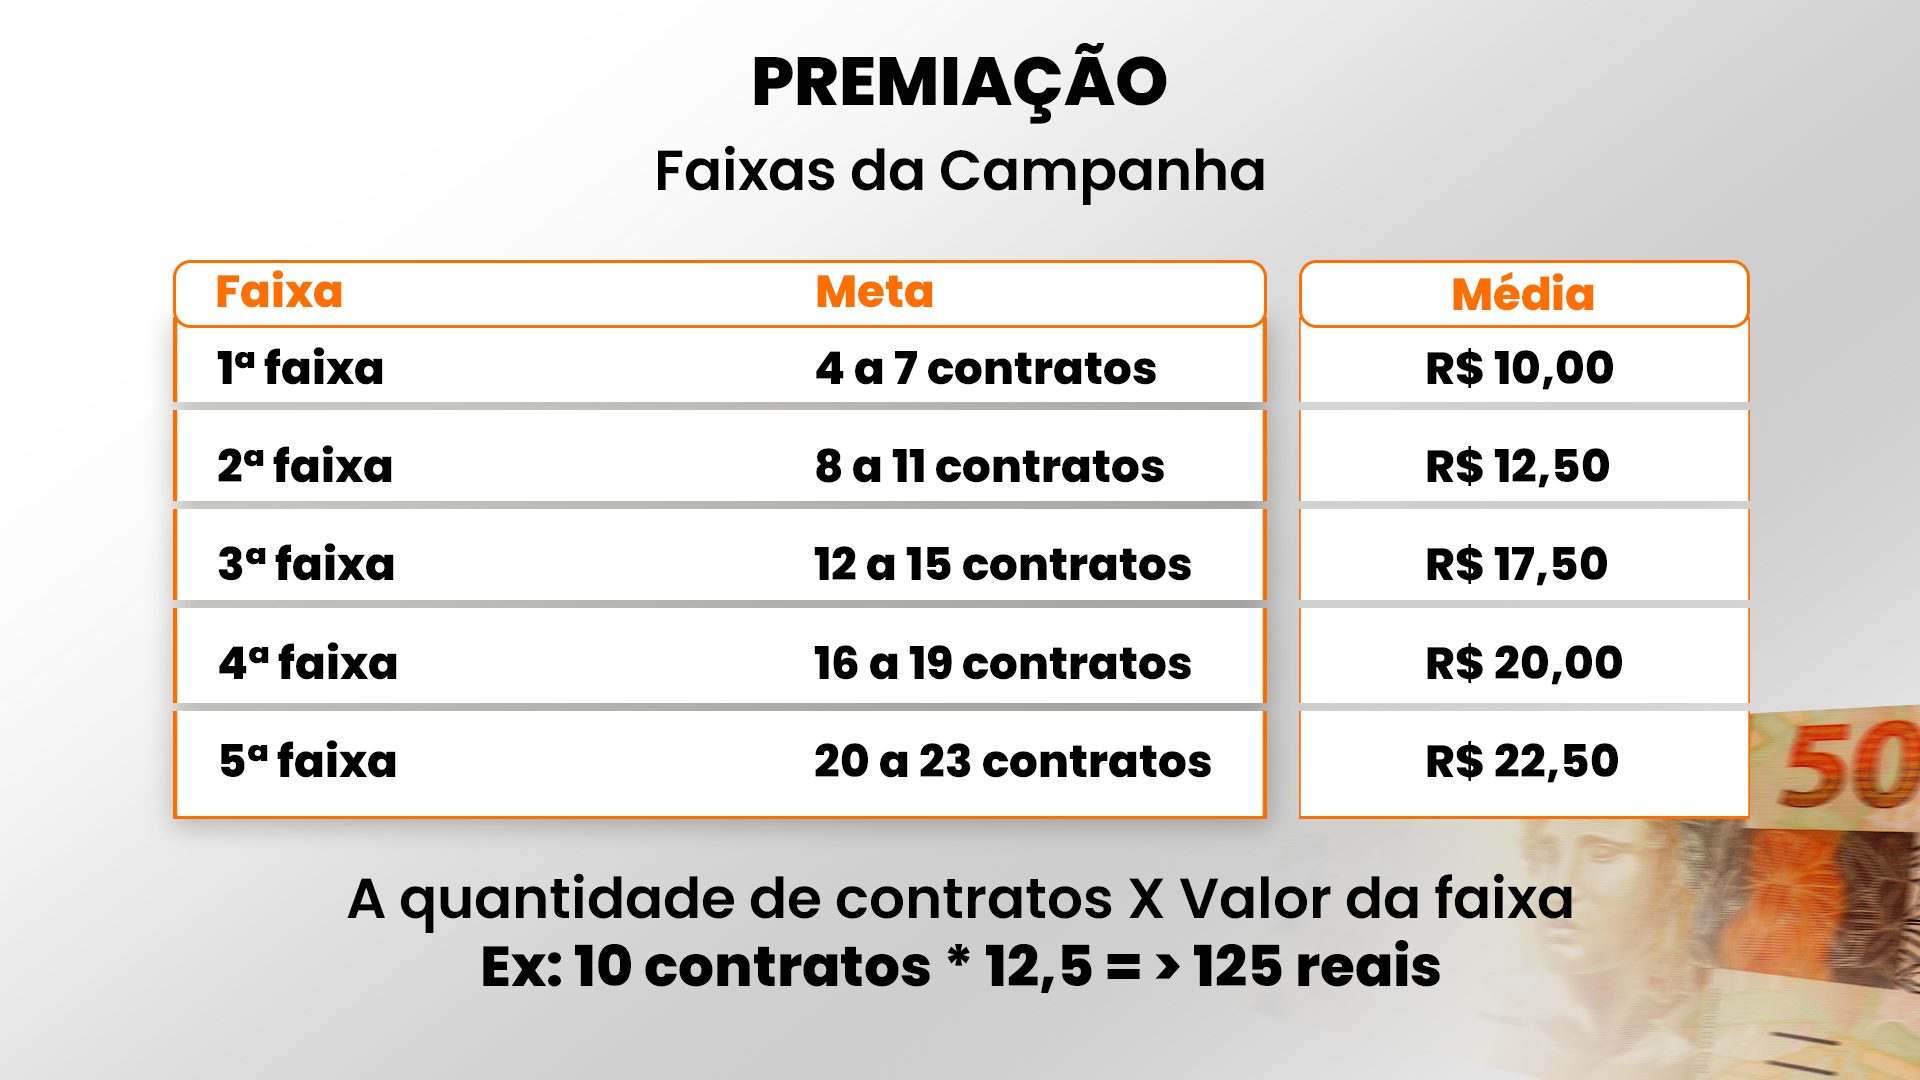 PREMIAÇÃO
Faixas da Campanha
Faixa Meta Média
1ª faixa 4 a 7 contratos R$ 10,00
2ª faixa 8 a 11 contratos R$ 12,50
3ª faixa 12 a 15 contratos R$ 17,50
4ª faixa 16 a 19 contratos R$ 20,00
5ª faixa 20 a 23 contratos R$ 22,50
50
A quantidade de contratos X Valor da faixa
Ex: 10 contratos * 12,5 = > 125 reais